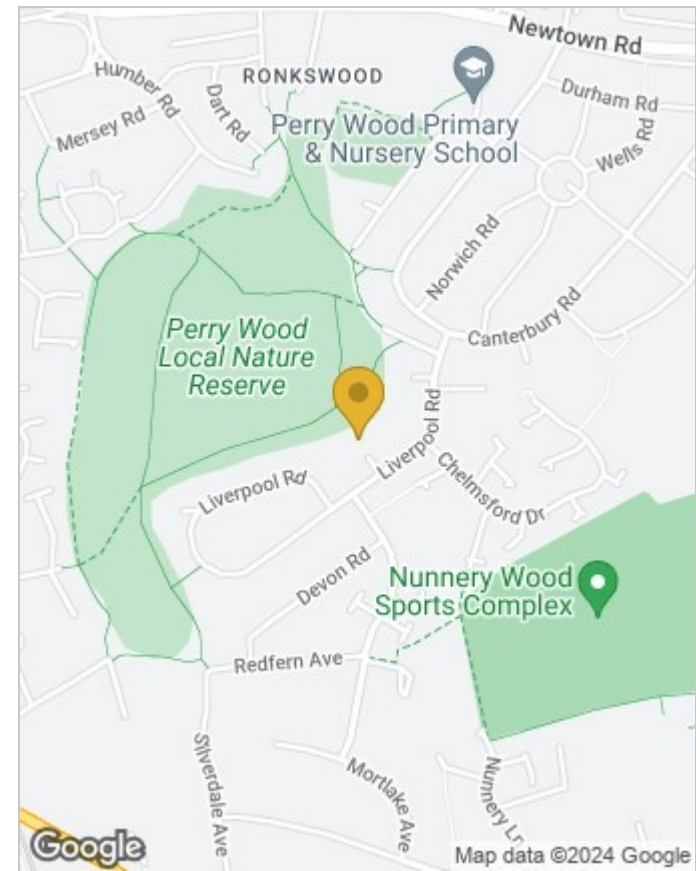 Newtown Rd
Humber Rd
RONKSWOOD
Dart Rd
Mersey Rd
Durham Rd
Perry Wood Primary
& Nursery School
Wells Rd
Norwich Rd
Canterbury Rd
Perry Wood
Local Nature
Reserve
Liverpool Rd
Liverpool Rd
Chelmsford Dr
Devon Rd
Nunnery Wood
Sports Complex
Redfern Ave
Silverdale Ave
Mortlake Ave
Nunnery Ln
Google
Map data ©2024 Google